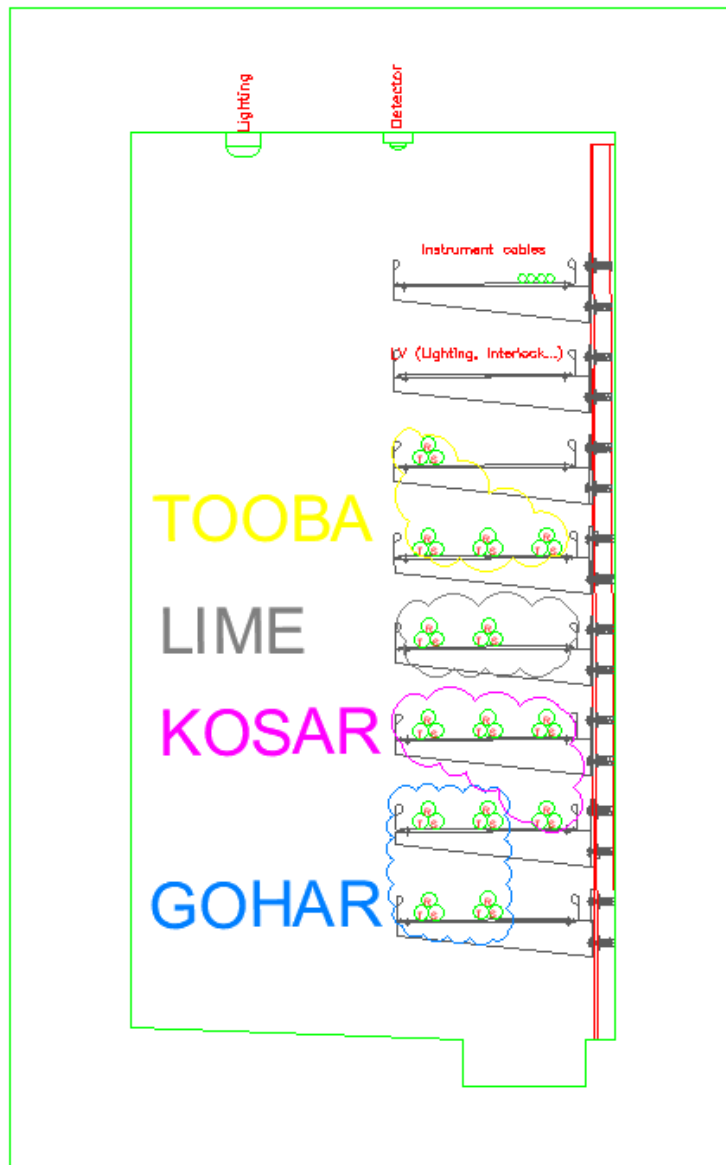 Lighting
Detector
Instrument cables
LV (Lighting, Interlock...)
R
T S
TOOBA
R R R
T S T S T S
LIME
R R
T S T S
KOSAR
R R R
T S T S T S
R R R
T S T S T S
GOHAR
R R
T S T S